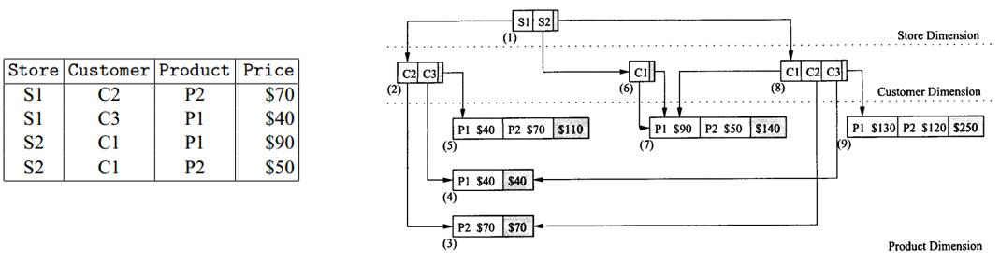 Store Customer Product Price
S1 C2 P2 $70
S1 C3 P1 $40
S2 C1 P1 $90
S2 C1 P2 $50
S1 S2
(1)
Store Dimension
C2 C3
(2)
C1
(6)
C1 C2 C3
(8)
Customer Dimension
P1 $40 P2 $70 $110
(5)
P1 $90 P2 $50 $140
(7)
P1 $130 P2 $120 $250
(9)
P1 $40 $40
(4)
P2 $70 $70
(3)
Product Dimension